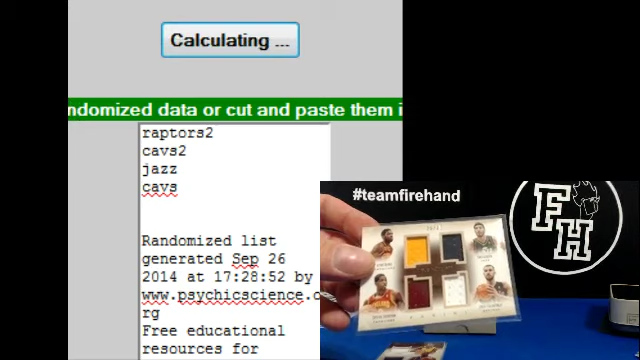 Calculating ...
ndomized data or cut and paste them i
raptors2
cavs2
jazz
cavs
Randomized list
generated Sep 26
2014 at 17:28:52 by
www.psychicscience.o
rg
Free educational
resources for
#teamfirehand
F
H